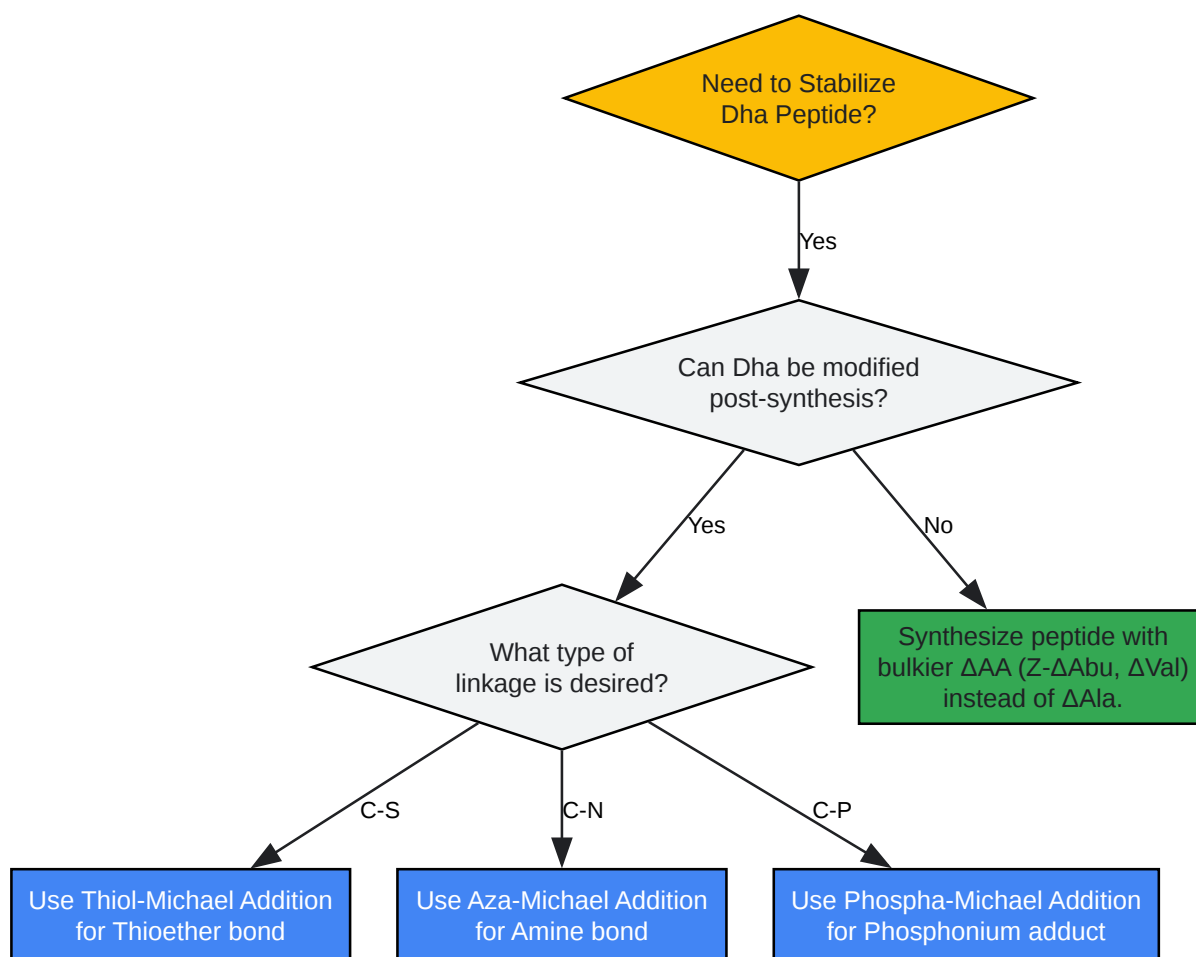 Need to Stabilize
Dha Peptide?
Yes
Can Dha be modified
post-synthesis?
Yes
No
What type of
linkage is desired?
Synthesize peptide with
bulkier ΔAA (Z-ΔAbu, ΔVal)
instead of ΔAla.
C-S
C-N
C-P
Use Thiol-Michael Addition
for Thioether bond
Use Aza-Michael Addition
for Amine bond
Use Phospha-Michael Addition
for Phosphonium adduct